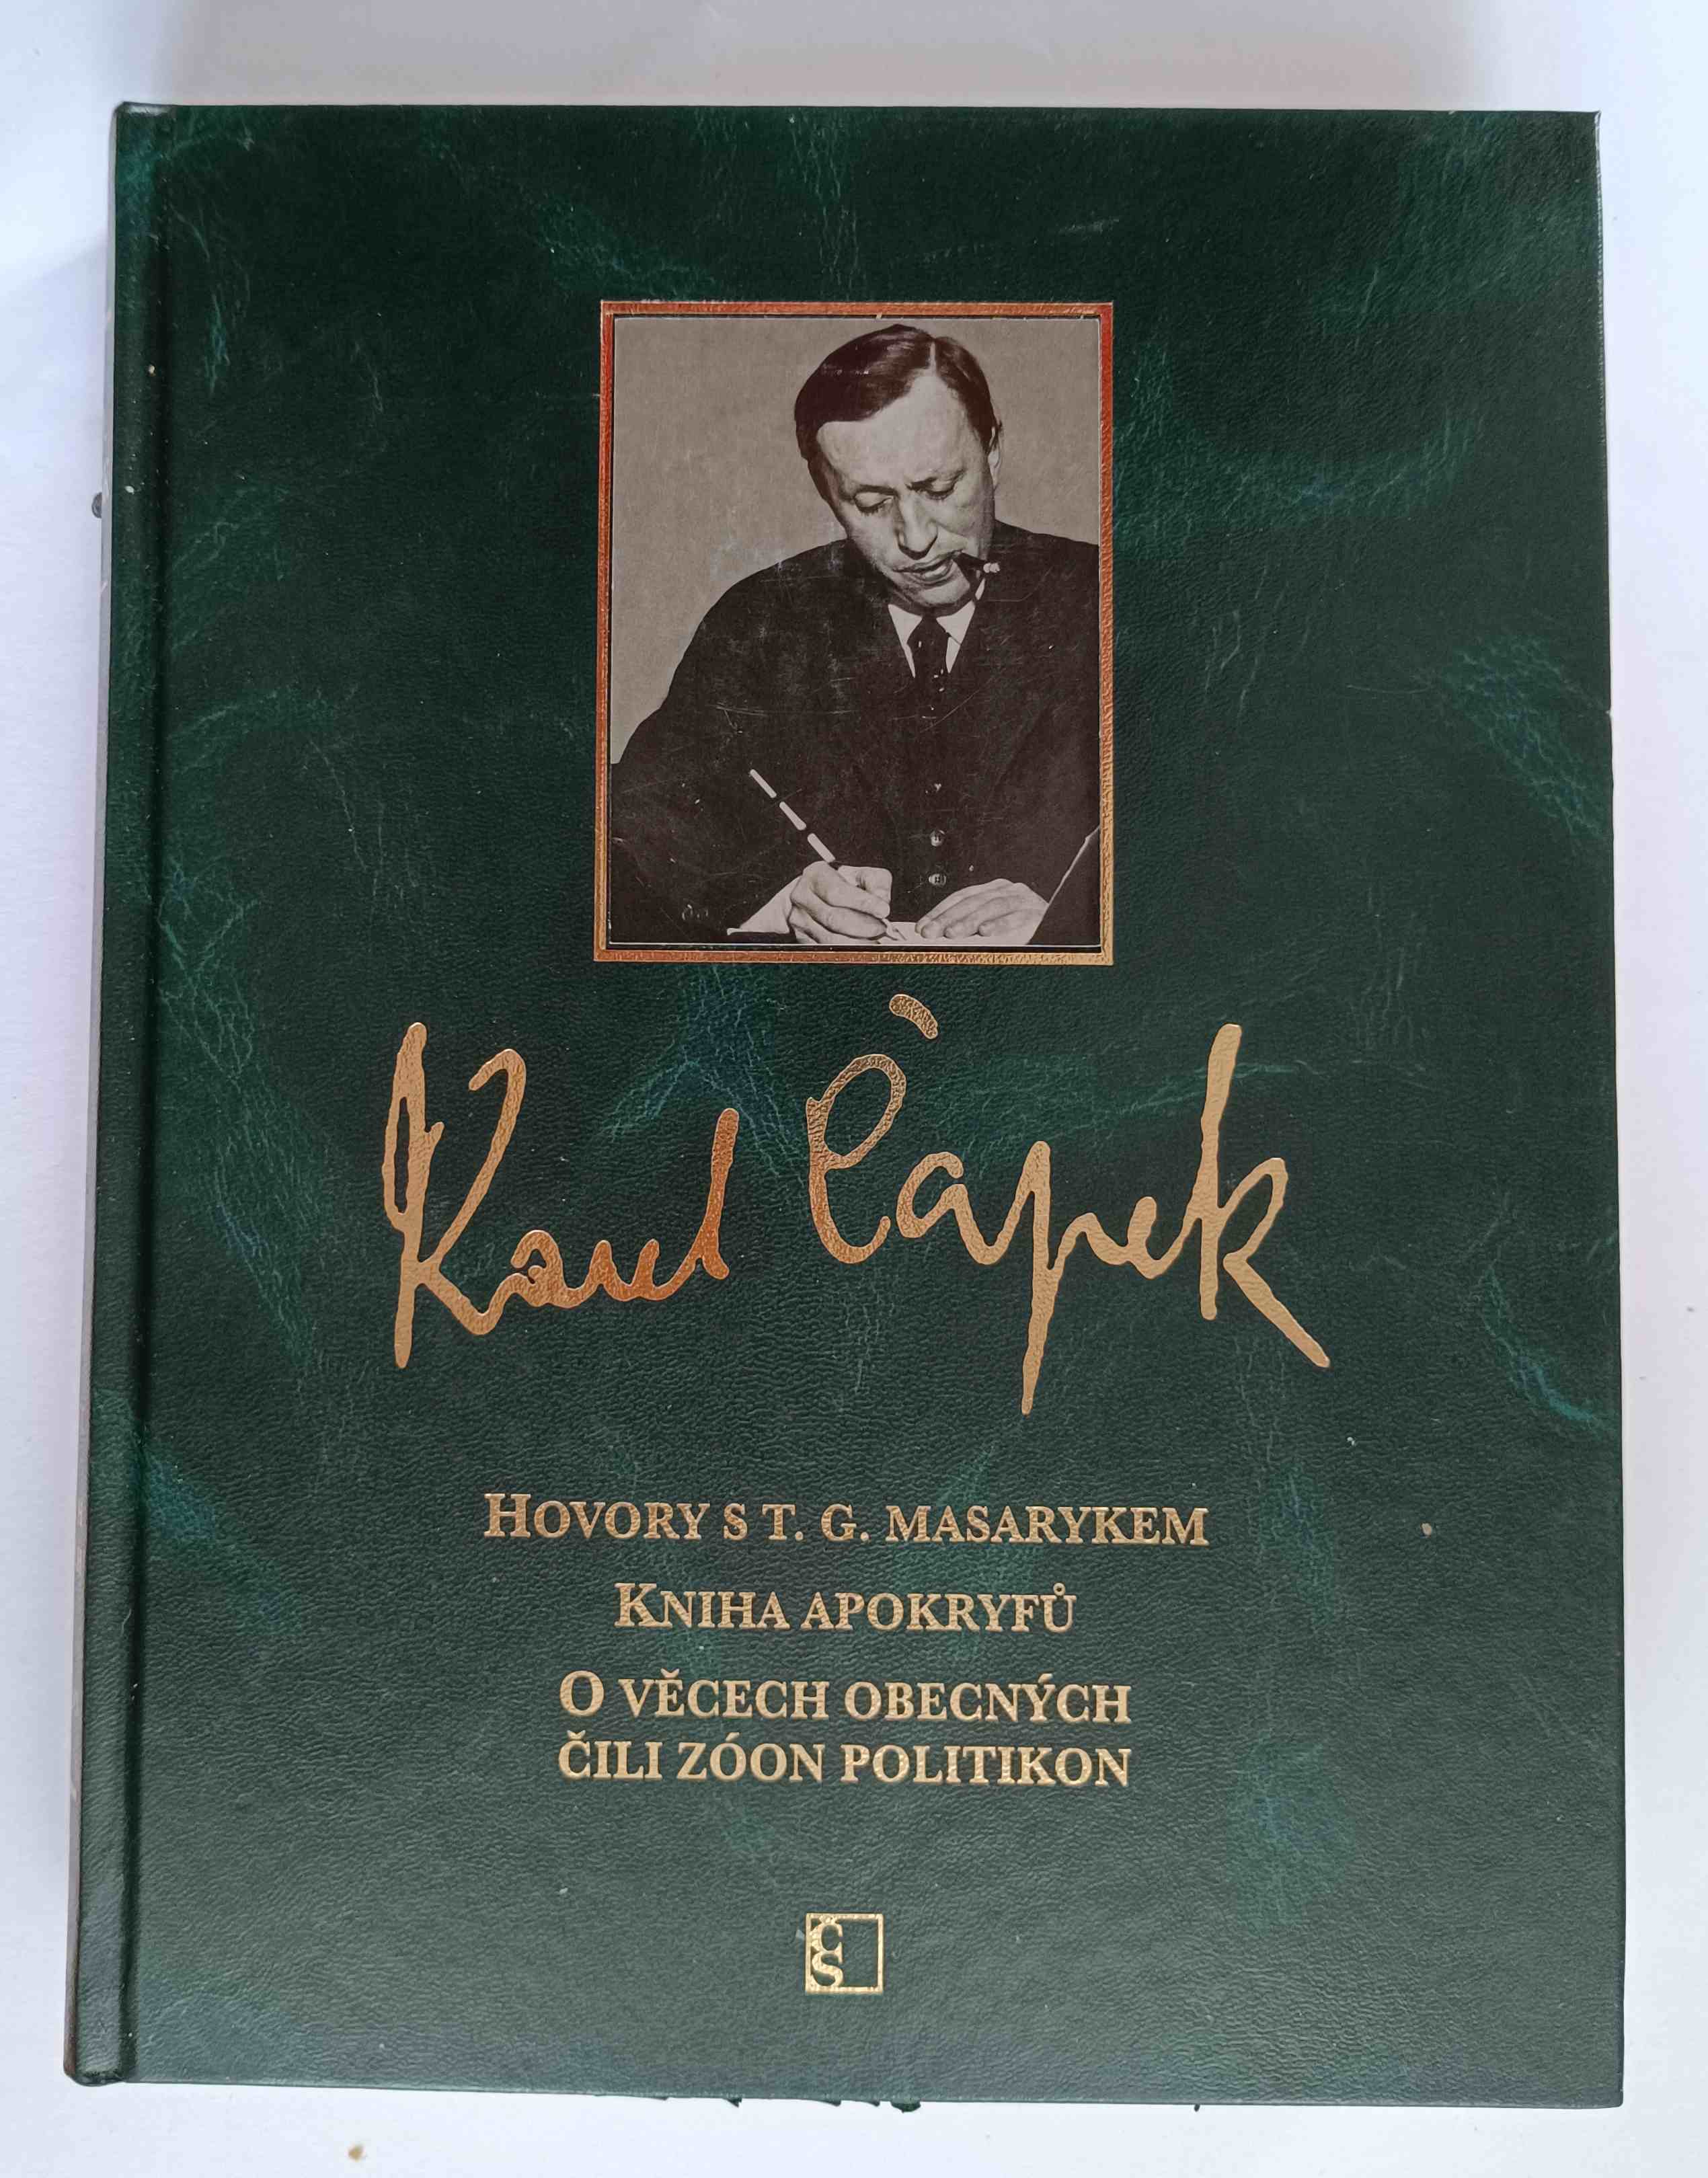 Karel Čapek
HOVORY S T. G. MASARYKEM
KNIHA APOKRYFŮ
O VĚCECH OBECNÝCH
ČILI ZÓON POLITIKON
ČS